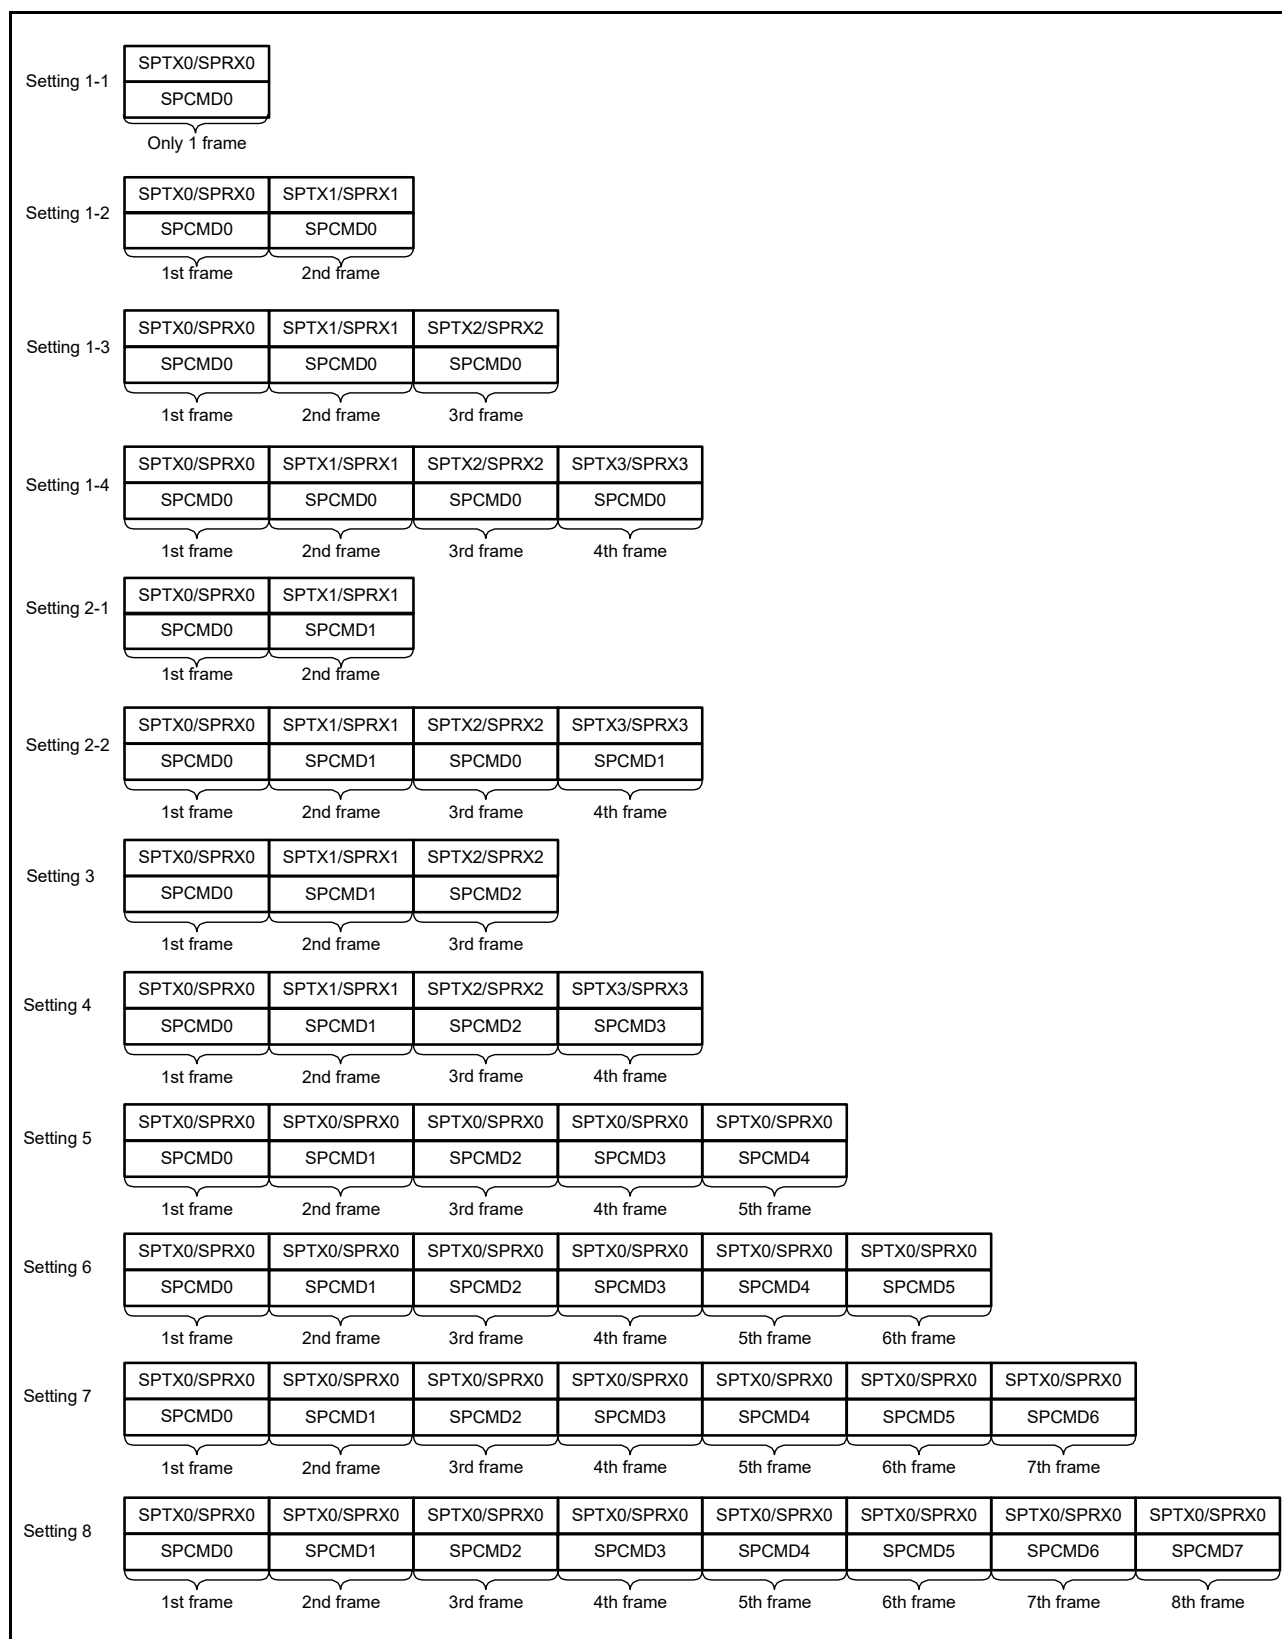 SPTX0/SPRX0
Setting 1-1
SPCMD0
Only 1 frame
SPTX0/SPRX0 SPTX1/SPRX1
Setting 1-2
SPCMD0 SPCMD0
1st frame 2nd frame
SPTX0/SPRX0 SPTX1/SPRX1 SPTX2/SPRX2
Setting 1-3
SPCMD0 SPCMD0 SPCMD0
1st frame 2nd frame 3rd frame
SPTX0/SPRX0 SPTX1/SPRX1 SPTX2/SPRX2 SPTX3/SPRX3
Setting 1-4
SPCMD0 SPCMD0 SPCMD0 SPCMD0
1st frame 2nd frame 3rd frame 4th frame
SPTX0/SPRX0 SPTX1/SPRX1
Setting 2-1
SPCMD0 SPCMD1
1st frame 2nd frame
SPTX0/SPRX0 SPTX1/SPRX1 SPTX2/SPRX2 SPTX3/SPRX3
Setting 2-2
SPCMD0 SPCMD1 SPCMD0 SPCMD1
1st frame 2nd frame 3rd frame 4th frame
SPTX0/SPRX0 SPTX1/SPRX1 SPTX2/SPRX2
Setting 3
SPCMD0 SPCMD1 SPCMD2
1st frame 2nd frame 3rd frame
SPTX0/SPRX0 SPTX1/SPRX1 SPTX2/SPRX2 SPTX3/SPRX3
Setting 4
SPCMD0 SPCMD1 SPCMD2 SPCMD3
1st frame 2nd frame 3rd frame 4th frame
SPTX0/SPRX0 SPTX0/SPRX0 SPTX0/SPRX0 SPTX0/SPRX0 SPTX0/SPRX0
Setting 5
SPCMD0 SPCMD1 SPCMD2 SPCMD3 SPCMD4
1st frame 2nd frame 3rd frame 4th frame 5th frame
SPTX0/SPRX0 SPTX0/SPRX0 SPTX0/SPRX0 SPTX0/SPRX0 SPTX0/SPRX0 SPTX0/SPRX0
Setting 6
SPCMD0 SPCMD1 SPCMD2 SPCMD3 SPCMD4 SPCMD5
1st frame 2nd frame 3rd frame 4th frame 5th frame 6th frame
SPTX0/SPRX0 SPTX0/SPRX0 SPTX0/SPRX0 SPTX0/SPRX0 SPTX0/SPRX0 SPTX0/SPRX0 SPTX0/SPRX0
Setting 7
SPCMD0 SPCMD1 SPCMD2 SPCMD3 SPCMD4 SPCMD5 SPCMD6
1st frame 2nd frame 3rd frame 4th frame 5th frame 6th frame 7th frame
SPTX0/SPRX0 SPTX0/SPRX0 SPTX0/SPRX0 SPTX0/SPRX0 SPTX0/SPRX0 SPTX0/SPRX0 SPTX0/SPRX0 SPTX0/SPRX0
Setting 8
SPCMD0 SPCMD1 SPCMD2 SPCMD3 SPCMD4 SPCMD5 SPCMD6 SPCMD7
1st frame 2nd frame 3rd frame 4th frame 5th frame 6th frame 7th frame 8th frame